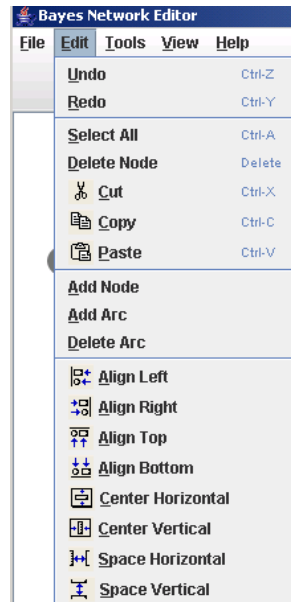 Bayes Network Editor
File Edit Tools View Help
Undo Ctrl-Z
Redo Ctrl-Y
Select All Ctrl-A
Delete Node Delete
Cut Ctrl-X
Copy Ctrl-C
Paste Ctrl-V
Add Node
Add Arc
Delete Arc
Align Left
Align Right
Align Top
Align Bottom
Center Horizontal
Center Vertical
Space Horizontal
Space Vertical